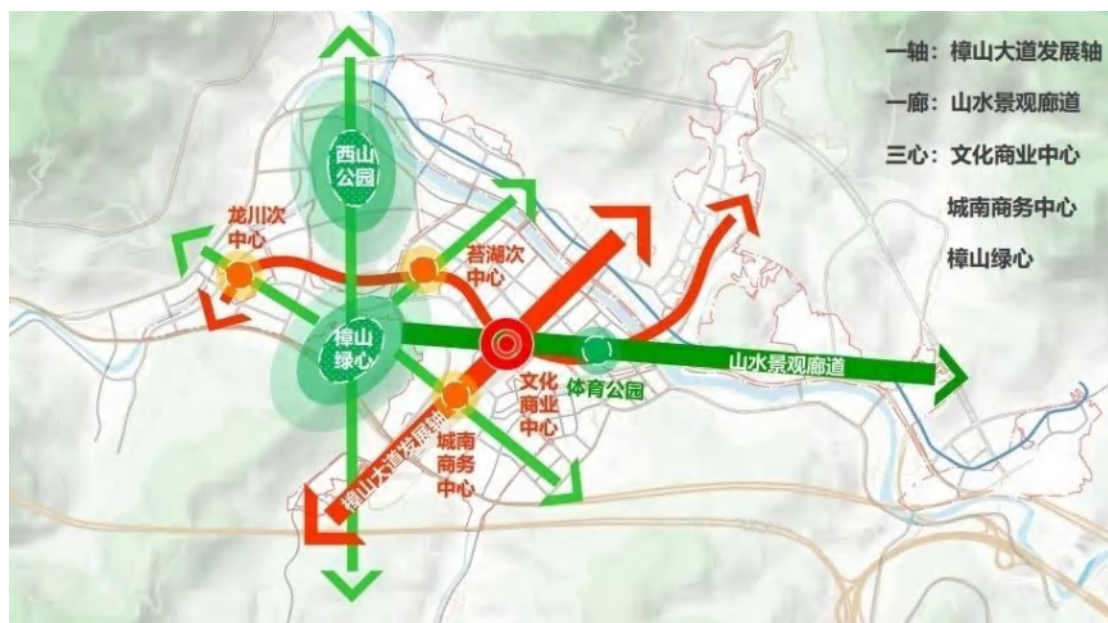 一轴：樟山大道发展轴
一廊：山水景观廊道
三心：文化商业中心
城南商务中心
樟山绿心
西山
公园
龙川次
中心
苔湖次
中心
樟山
绿心
山水景观廊道
体育公园
文化
商业
中心
城南
商务
中心
樟山大道发展轴